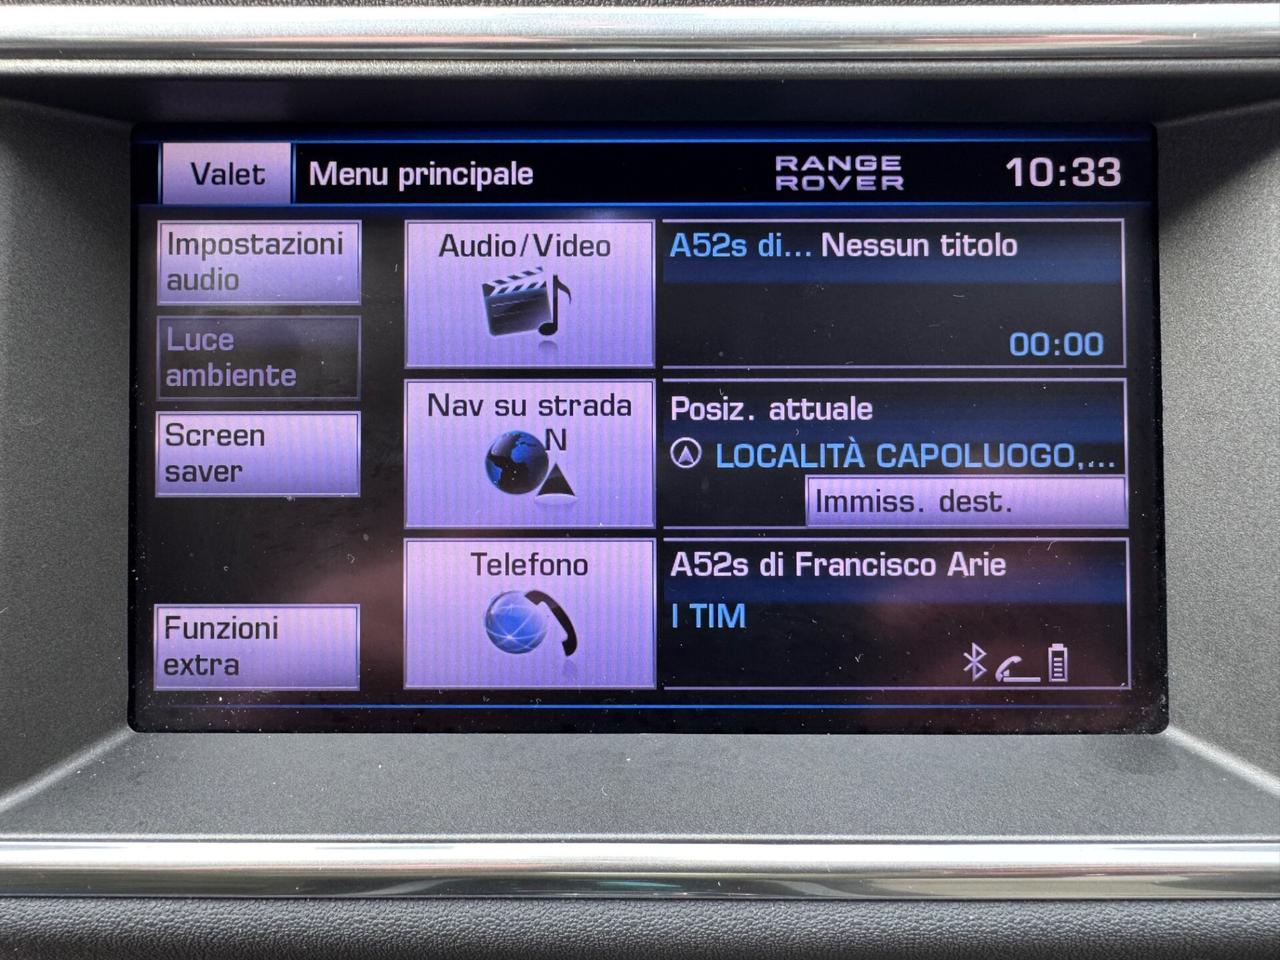 Valet
Menu principale
RANGE
ROVER
10:33
Impostazioni
audio
Luce
ambiente
Screen
saver
Funzioni
extra
Audio/Video
Nav su strada
N
Telefono
A52s di... Nessun titolo
00:00
Posiz. attuale
LOCALITÀ CAPOLUOGO,...
Immiss. dest.
A52s di Francisco Arie
I TIM